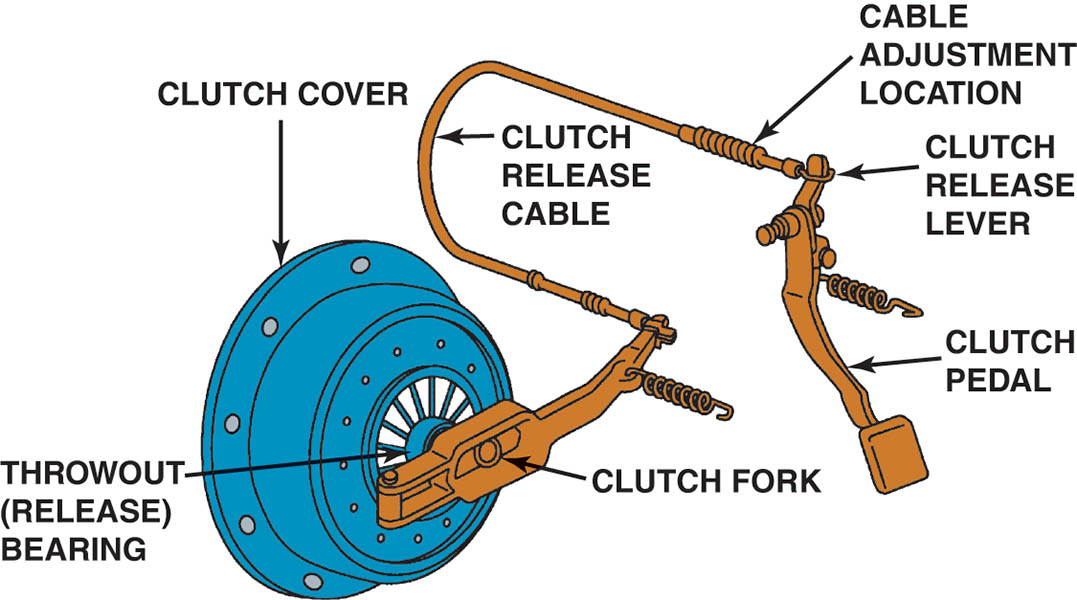 CABLE
ADJUSTMENT
LOCATION
CLUTCH COVER
CLUTCH
RELEASE
CABLE
CLUTCH
RELEASE
LEVER
CLUTCH
PEDAL
THROWOUT
(RELEASE)
BEARING
CLUTCH FORK